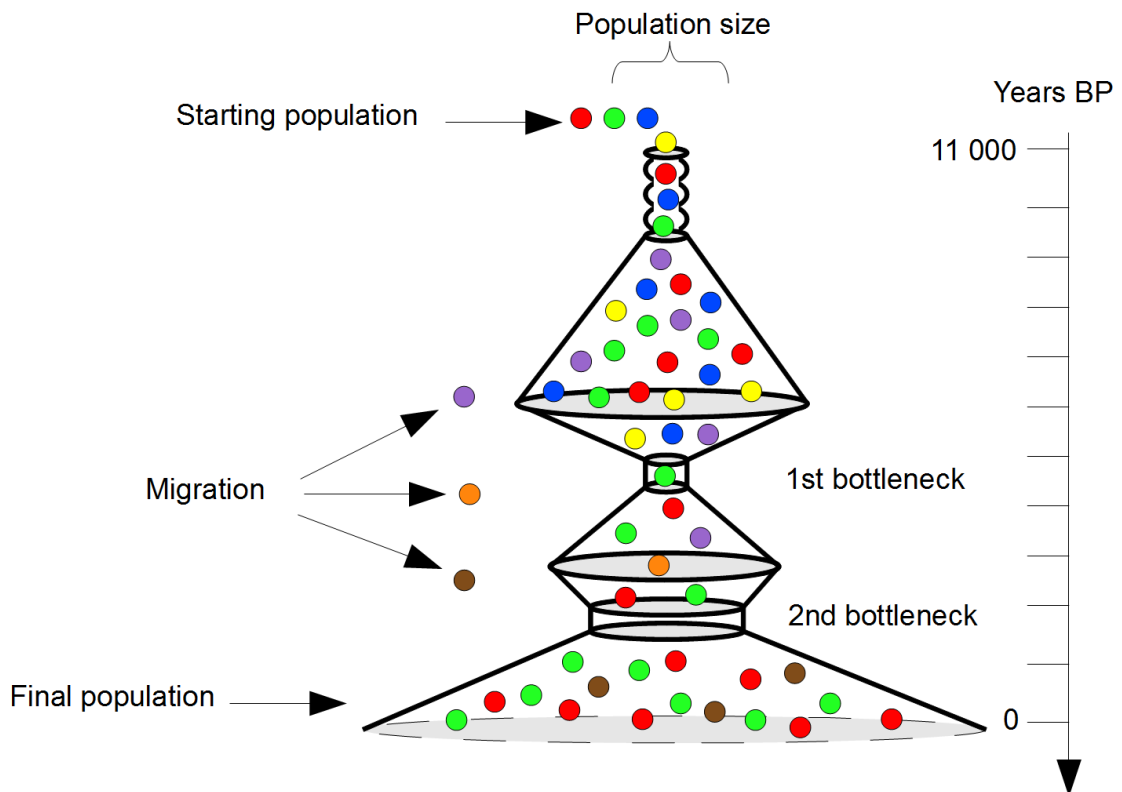 Population size
Years BP
Starting population
11 000
1st bottleneck
Migration
2nd bottleneck
Final population
0